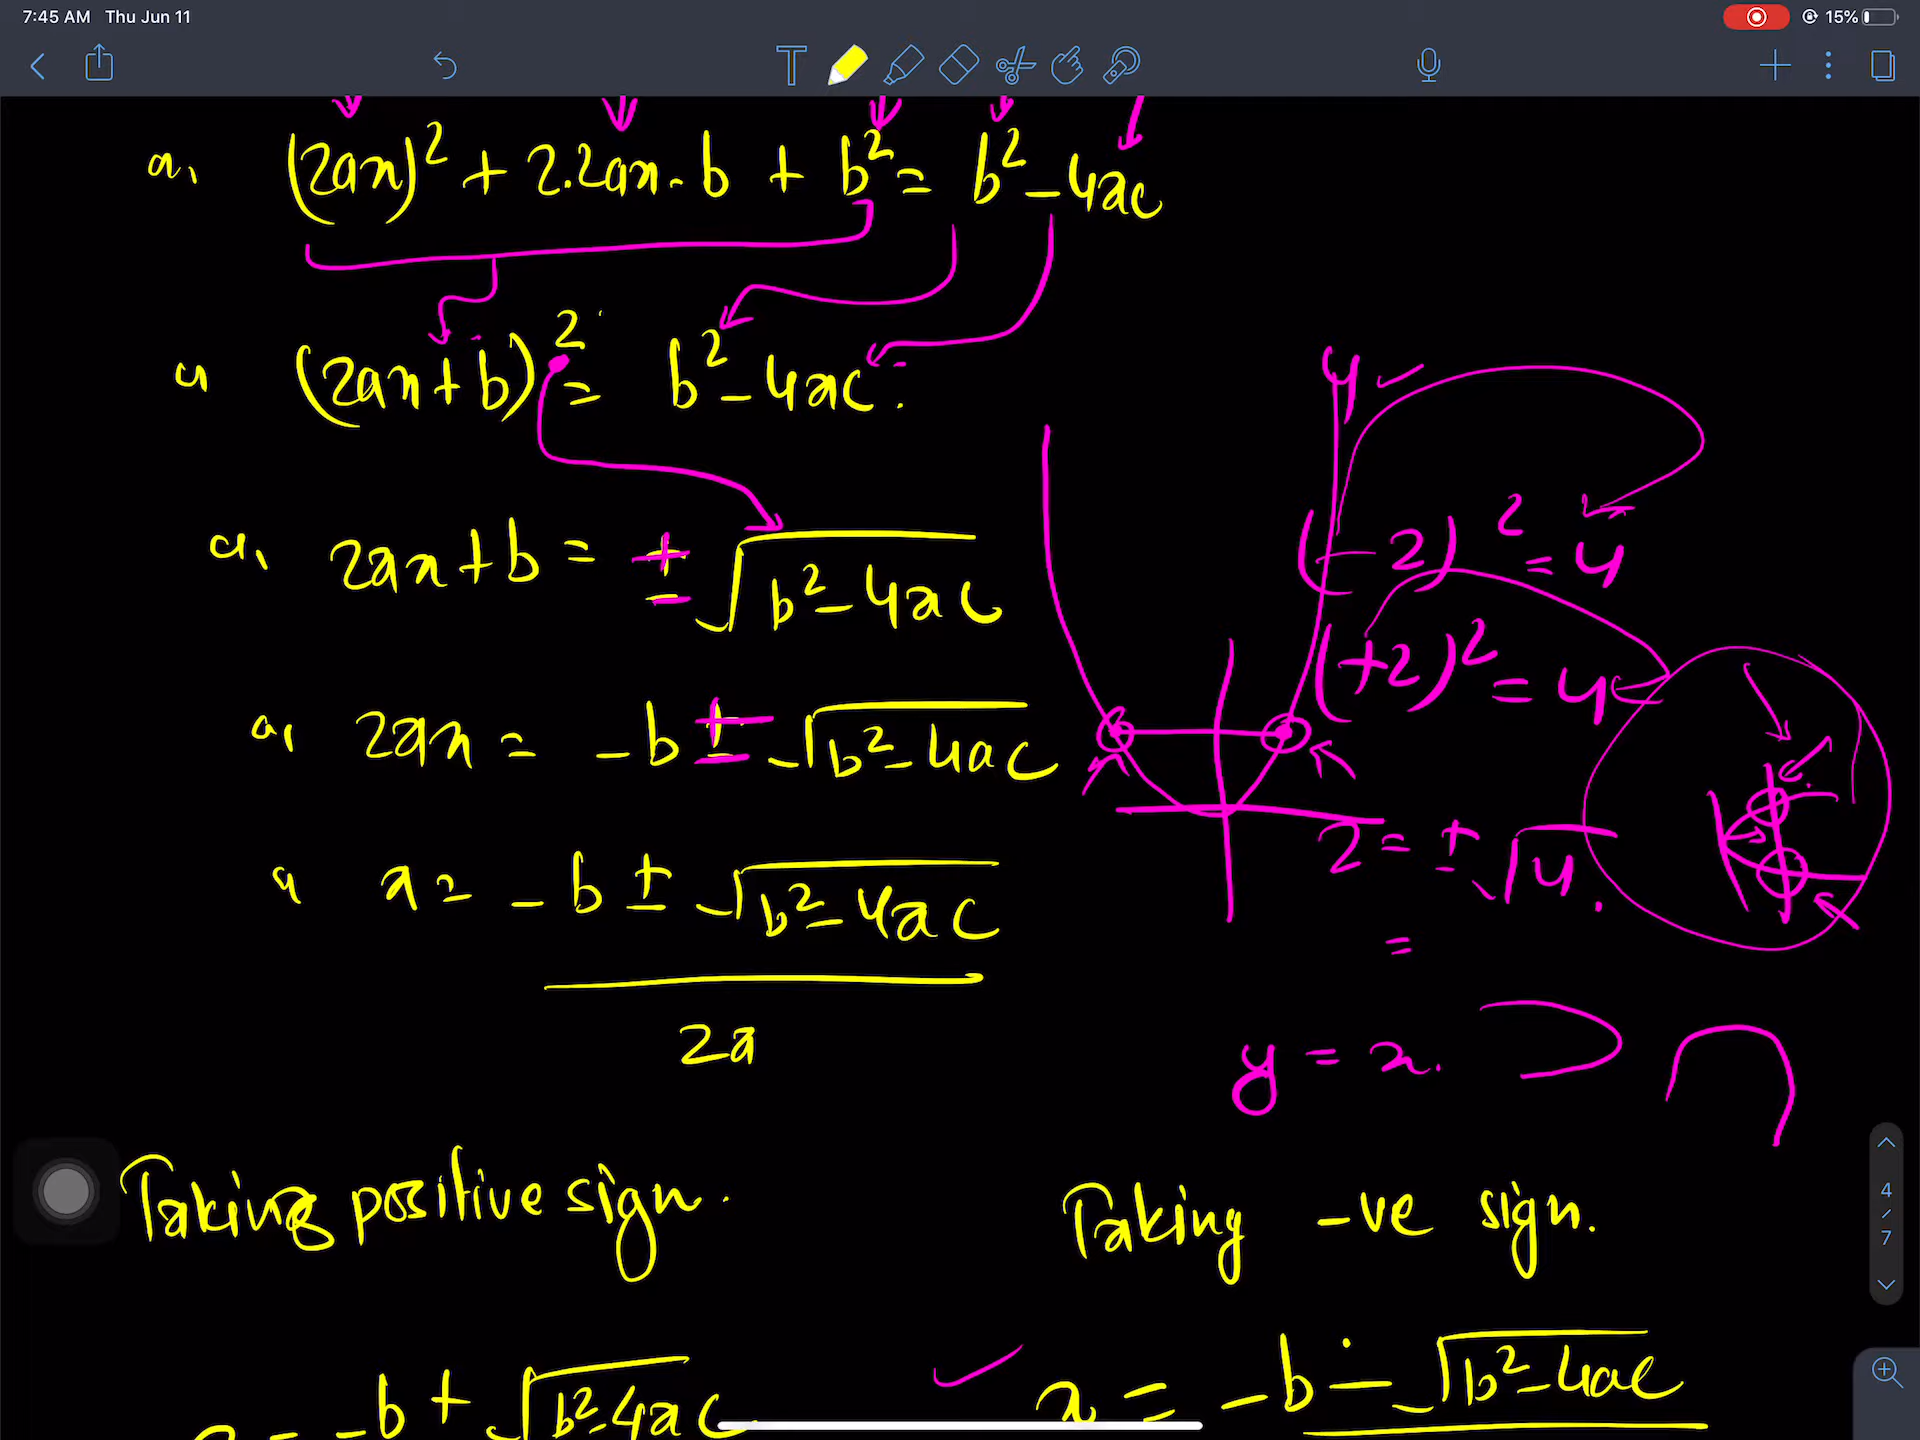 7:45 AM Thu Jun 11
15%
a, (2ax)² + 2.2ax.b + b² = b² - 4ac
a (2ax+b)² = b² - 4ac
a, 2ax+b = ± √b² - 4ac
a, 2ax = -b ± √b² - 4ac
a x = -b ± √b² - 4ac
2a
y
(-2)² = 4
(+2)² = 4
2 = ± √4.
=
y = x.
Taking positive sign.
Taking -ve sign.
= -b + √b² - 4ac
x = -b - √b² - 4ac
4
/
7